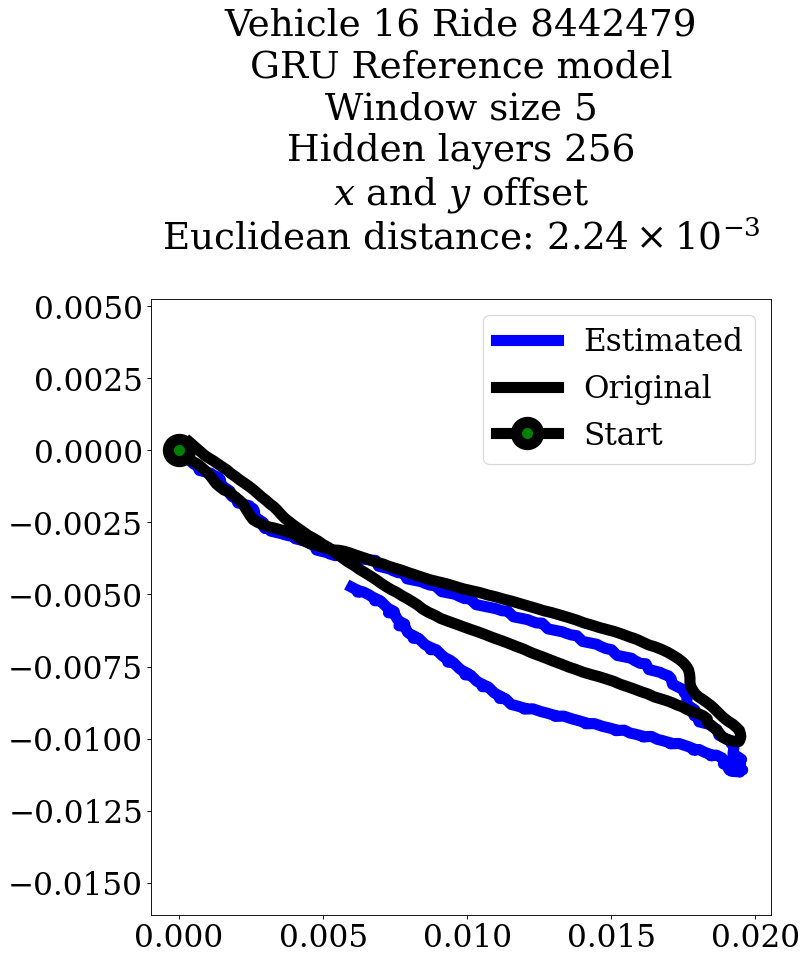 Vehicle 16 Ride 8442479
GRU Reference model
Window size 5
Hidden layers 256
x and y offset
Euclidean distance: 2.24 × 10⁻³
Estimated
Original
Start
0.0050
0.0025
0.0000
−0.0025
−0.0050
−0.0075
−0.0100
−0.0125
−0.0150
0.000 0.005 0.010 0.015 0.020